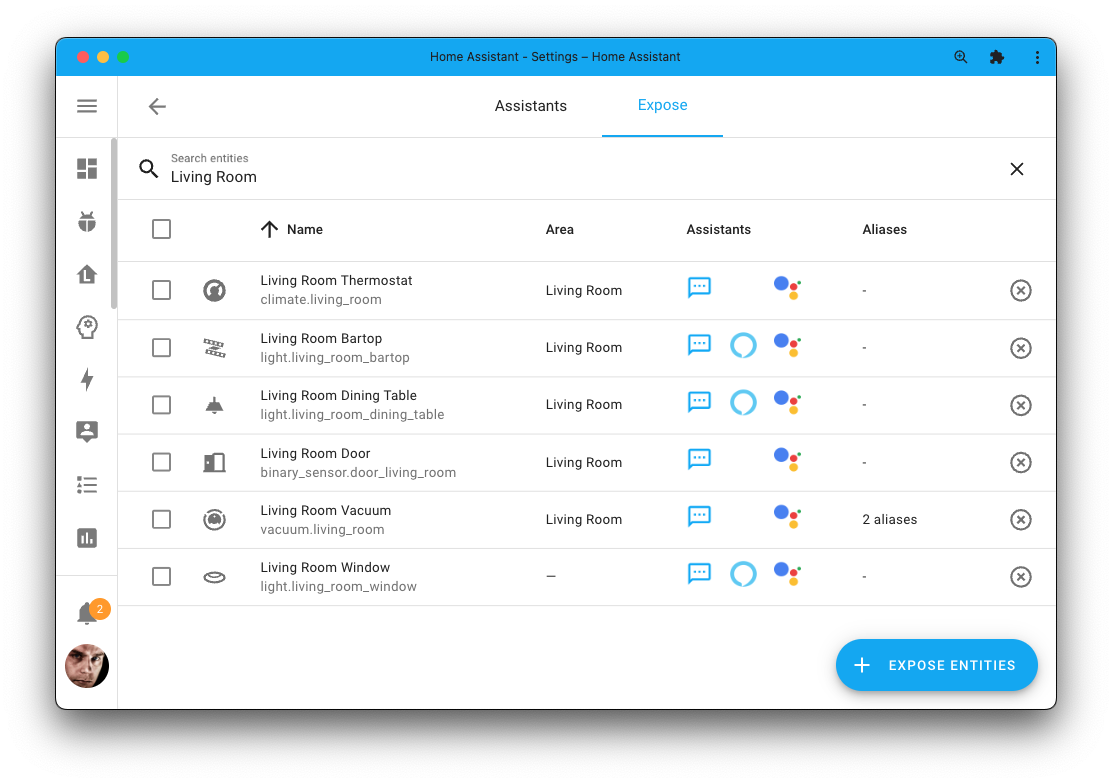 Home Assistant - Settings – Home Assistant
Assistants
Expose
Search entities
Living Room
Name
Area
Assistants
Aliases
Living Room Thermostat
climate.living_room
Living Room
-
Living Room Bartop
light.living_room_bartop
Living Room
-
Living Room Dining Table
light.living_room_dining_table
Living Room
-
Living Room Door
binary_sensor.door_living_room
Living Room
-
Living Room Vacuum
vacuum.living_room
Living Room
2 aliases
Living Room Window
light.living_room_window
—
-
2
EXPOSE ENTITIES